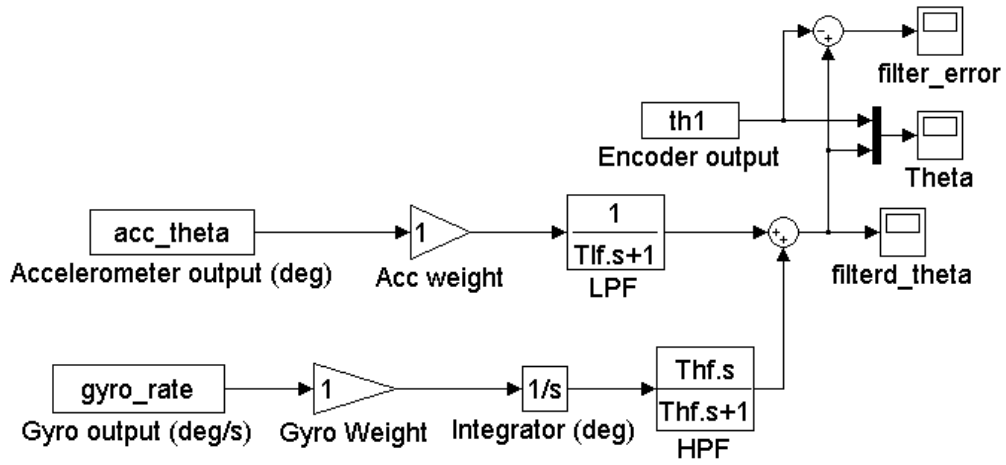 filter_error
th1
Encoder output
Theta
acc_theta
Accelerometer output (deg)
1
Acc weight
1
Tlf.s+1
LPF
filterd_theta
gyro_rate
Gyro output (deg/s)
1
Gyro Weight
1/s
Integrator (deg)
Thf.s
Thf.s+1
HPF